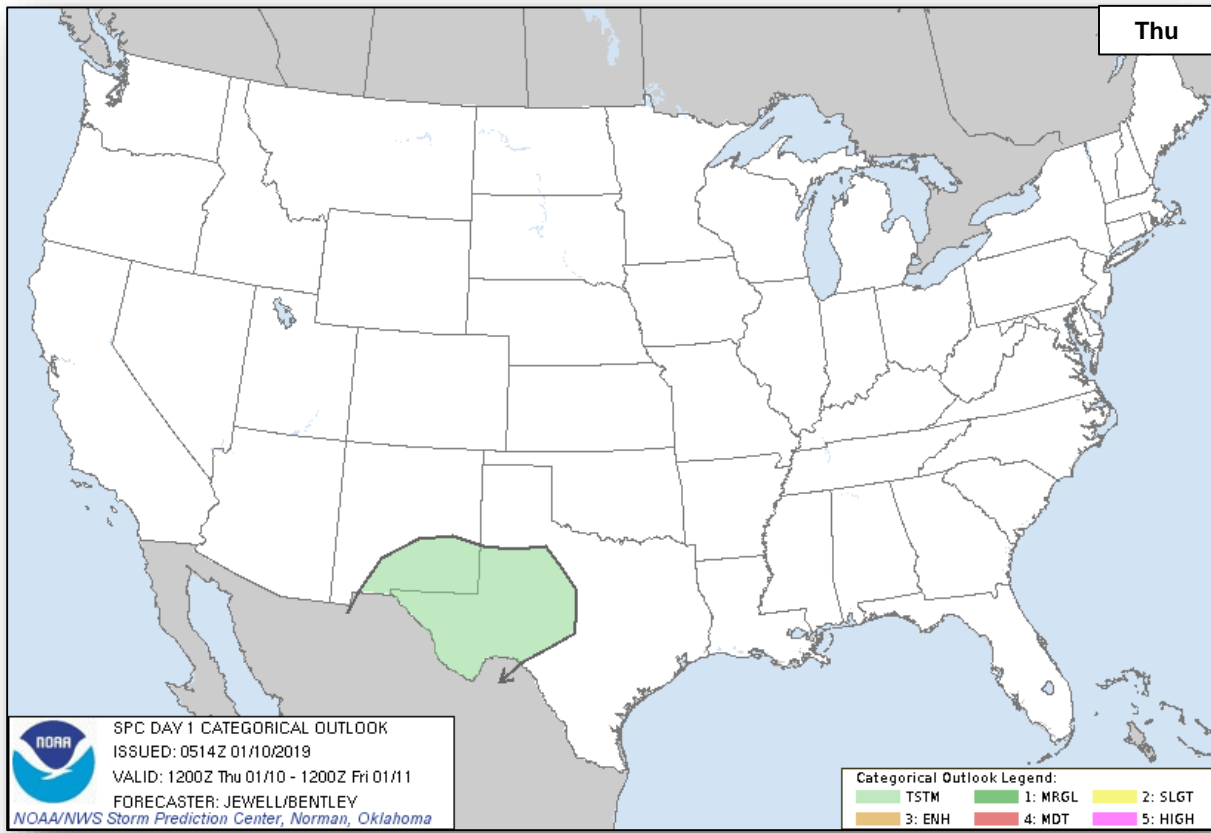 Thu
NOAA
SPC DAY 1 CATEGORICAL OUTLOOK
ISSUED: 0514Z 01/10/2019
VALID: 1200Z Thu 01/10 - 1200Z Fri 01/11
FORECASTER: JEWELL/BENTLEY
NOAA/NWS Storm Prediction Center, Norman, Oklahoma
Categorical Outlook Legend:
TSTM 1: MRGL 2: SLGT
3: ENH 4: MDT 5: HIGH